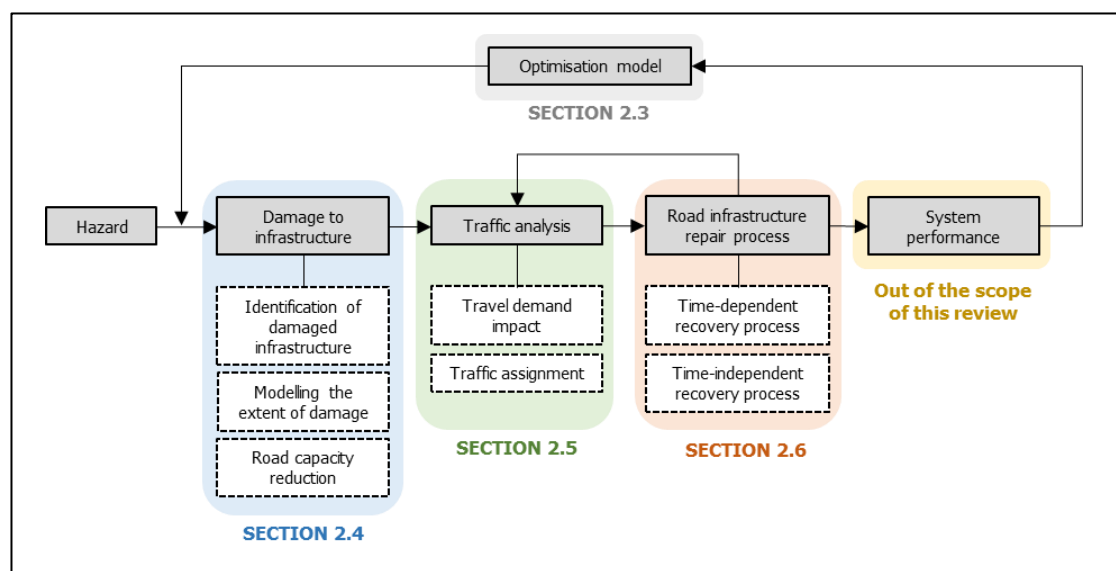 Optimisation model
SECTION 2.3
Hazard
Damage to
infrastructure
Traffic analysis
Road infrastructure
repair process
System
performance
Identification of
damaged
infrastructure
Modelling the
extent of damage
Road capacity
reduction
SECTION 2.4
Travel demand
impact
Traffic assignment
SECTION 2.5
Time-dependent
recovery process
Time-independent
recovery process
SECTION 2.6
Out of the scope
of this review